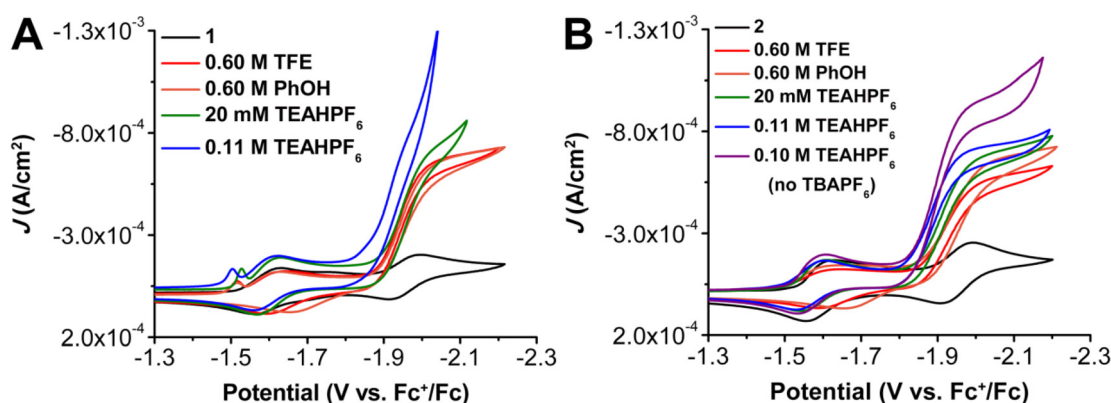 A
1
0.60 M TFE
0.60 M PhOH
20 mM TEAHPF6
0.11 M TEAHPF6
-1.3x10-3
-8.0x10-4
-3.0x10-4
2.0x10-4
J (A/cm2)
-1.3 -1.5 -1.7 -1.9 -2.1 -2.3
Potential (V vs. Fc+/Fc)
B
2
0.60 M TFE
0.60 M PhOH
20 mM TEAHPF6
0.11 M TEAHPF6
0.10 M TEAHPF6
(no TBAPF6)
-1.3x10-3
-8.0x10-4
-3.0x10-4
2.0x10-4
J (A/cm2)
-1.3 -1.5 -1.7 -1.9 -2.1 -2.3
Potential (V vs. Fc+/Fc)